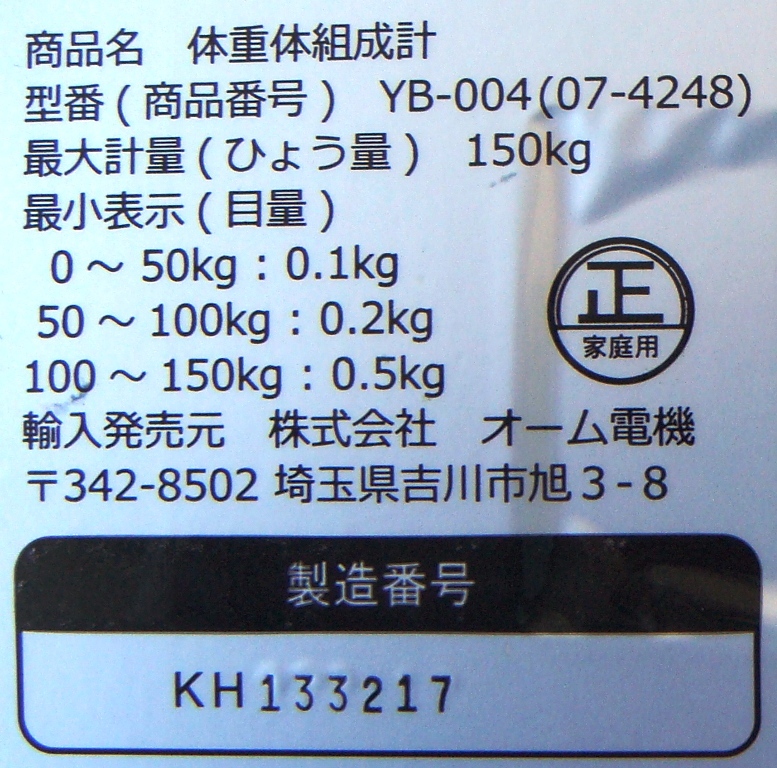 商品名　体重体組成計
型番(商品番号)　YB-004(07-4248)
最大計量(ひょう量)　150kg
最小表示(目量)
0～50kg：0.1kg
50～100kg：0.2kg
100～150kg：0.5kg
正
家庭用
輸入発売元　株式会社　オーム電機
〒342-8502 埼玉県吉川市旭3-8
製造番号
KH133217